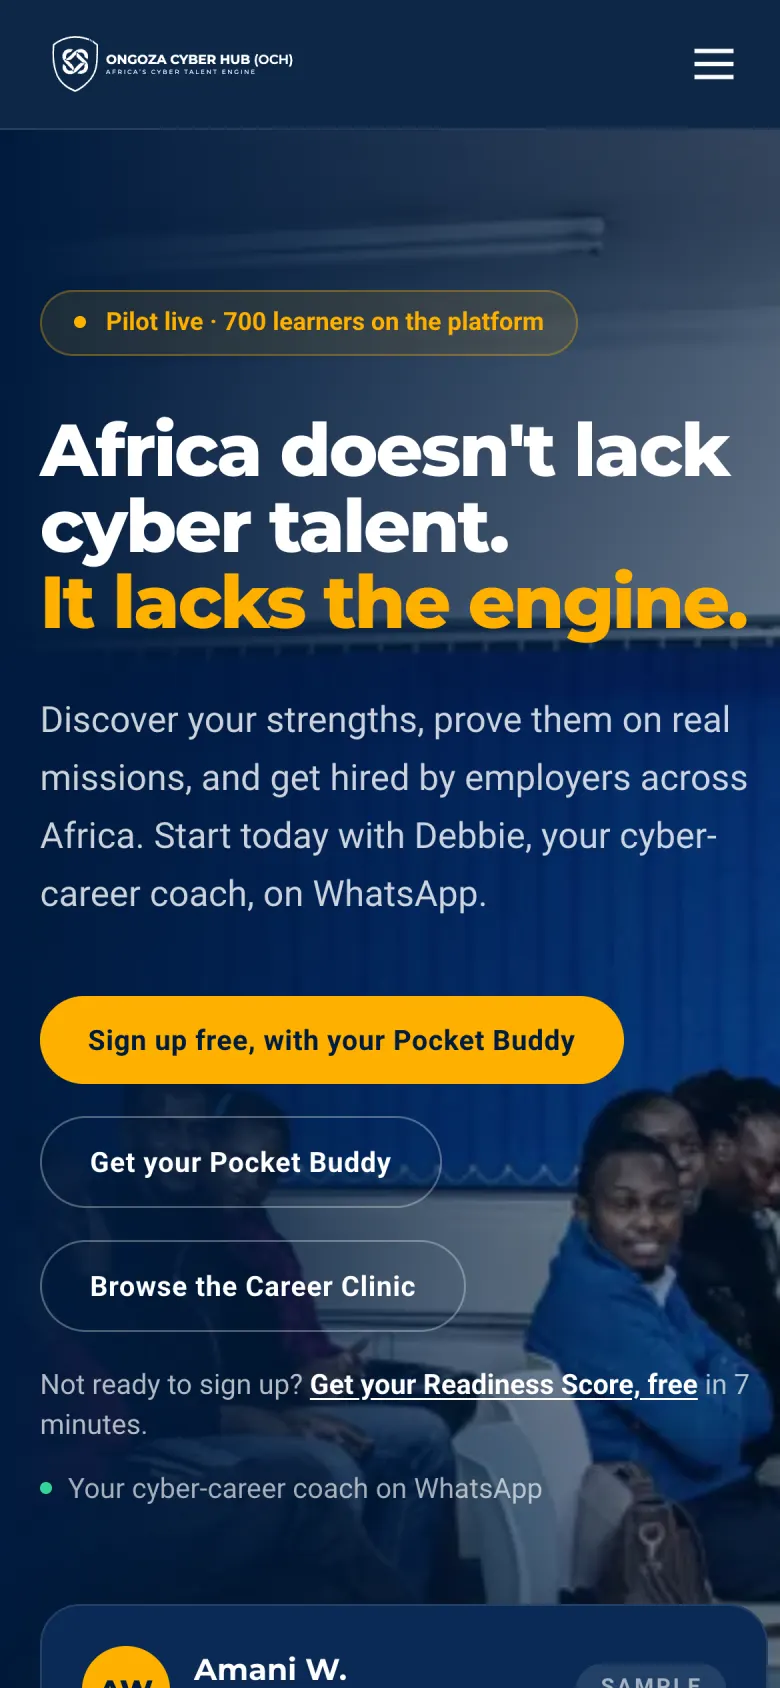 ONGOZA CYBER HUB (OCH)
AFRICA'S CYBER TALENT ENGINE
Pilot live · 700 learners on the platform
Africa doesn't lack
cyber talent.
It lacks the engine.
Discover your strengths, prove them on real
missions, and get hired by employers across
Africa. Start today with Debbie, your cyber-
career coach, on WhatsApp.
Sign up free, with your Pocket Buddy
Get your Pocket Buddy
Browse the Career Clinic
Not ready to sign up? Get your Readiness Score, free in 7
minutes.
Your cyber-career coach on WhatsApp
AW
Amani W.
SAMPLE